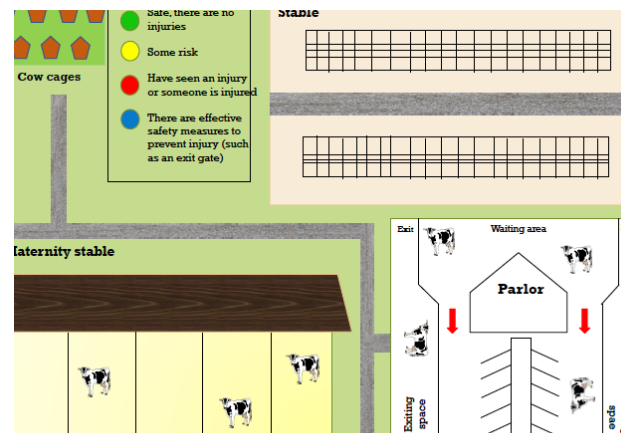 Safe, there are no
injuries
Stable
Some risk
Cow cages
Have seen an injury
or someone is injured
There are effective
safety measures to
prevent injury (such
as an exit gate)
Exit
Waiting area
Maternity stable
Parlor
Exiting
space
spae